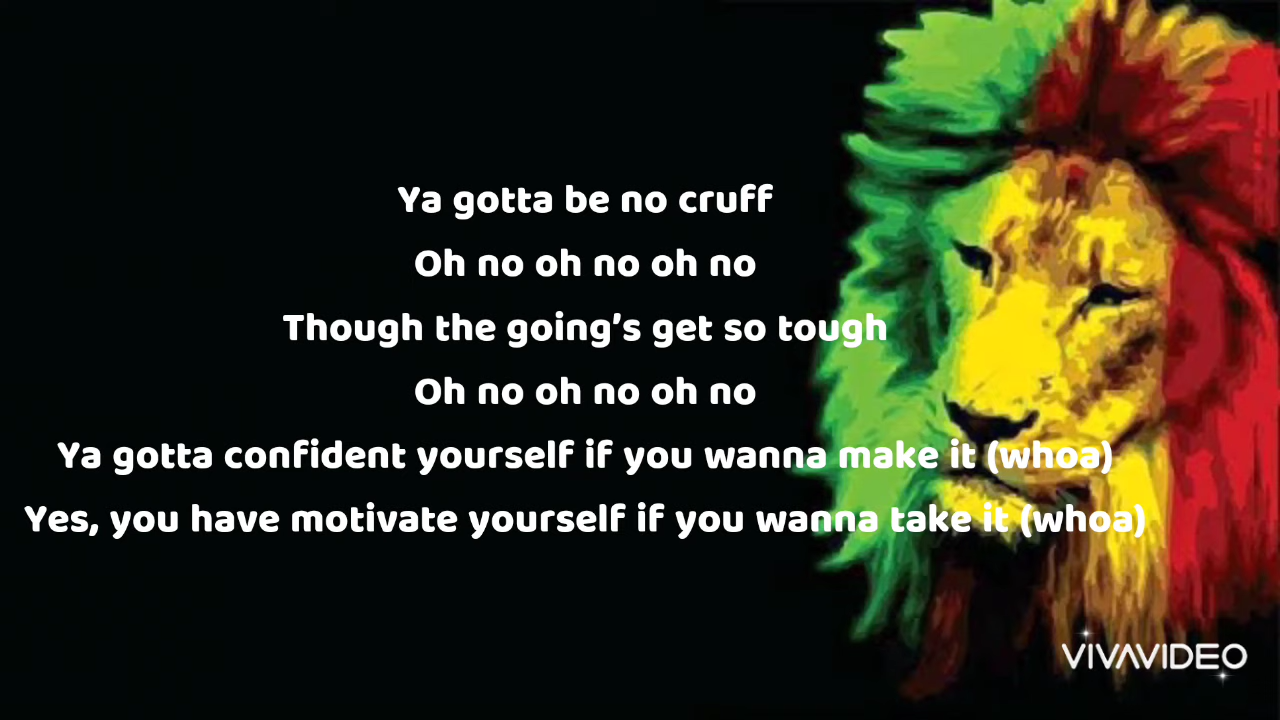 Ya gotta be no cruff
Oh no oh no oh no
Though the going's get so tough
Oh no oh no oh no
Ya gotta confident yourself if you wanna make it (whoa)
Yes, you have motivate yourself if you wanna take it (whoa)
VIVAVIDEO